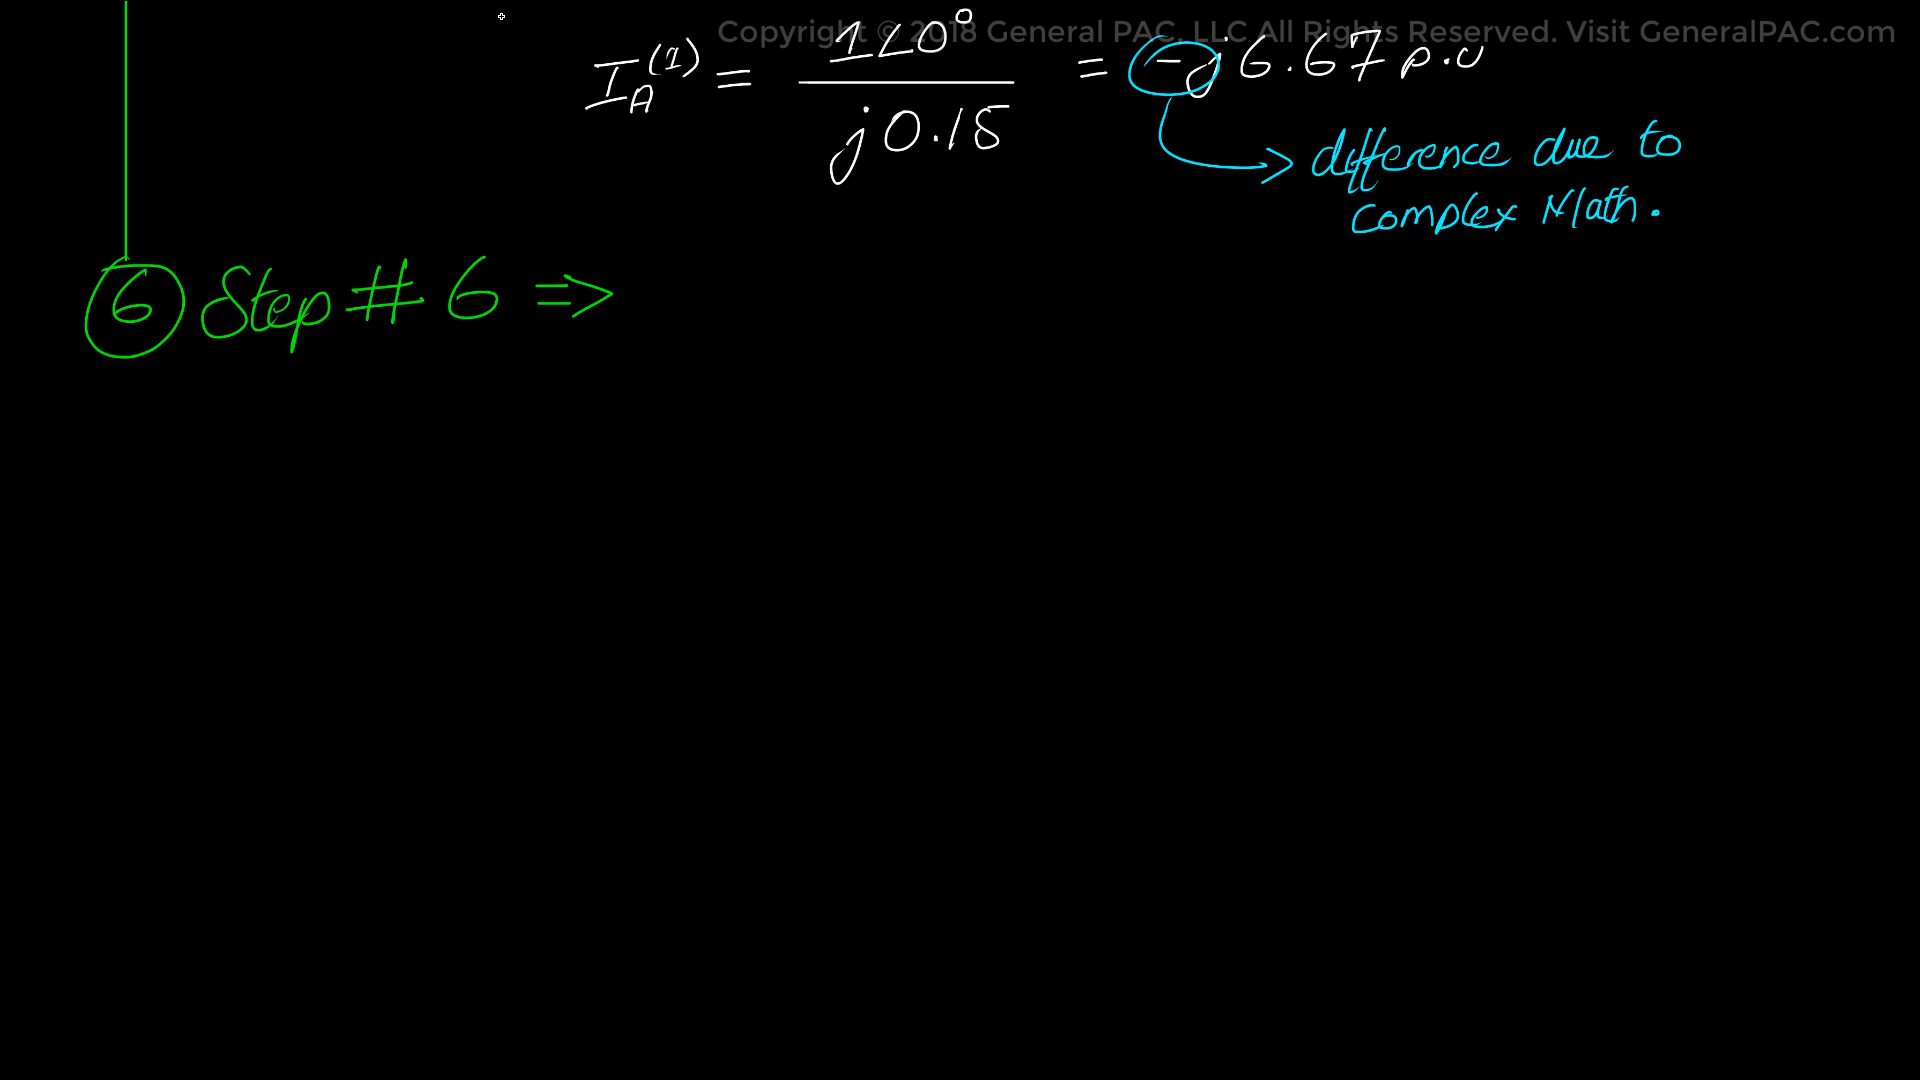 Copyright © 2018 General PAC, LLC All Rights Reserved. Visit GeneralPAC.com
I_A^(1) = 1∠0° / j0.15 = -j6.67 p.u
difference due to
complex Math.
6 Step # 6 ⇒